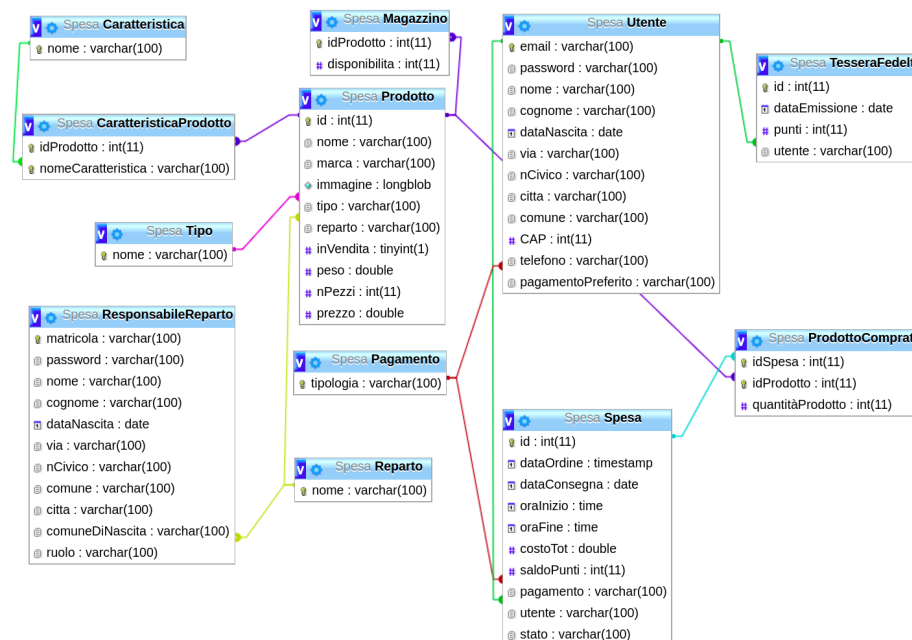 Spesa Caratteristica
nome : varchar(100)
Spesa Magazzino
idProdotto : int(11)
disponibilita : int(11)
Spesa Utente
email : varchar(100)
password : varchar(100)
nome : varchar(100)
cognome : varchar(100)
dataNascita : date
via : varchar(100)
nCivico : varchar(100)
citta : varchar(100)
comune : varchar(100)
CAP : int(11)
telefono : varchar(100)
pagamentoPreferito : varchar(100)
Spesa TesseraFedelt
id : int(11)
dataEmissione : date
punti : int(11)
utente : varchar(100)
Spesa CaratteristicaProdotto
idProdotto : int(11)
nomeCaratteristica : varchar(100)
Spesa Prodotto
id : int(11)
nome : varchar(100)
marca : varchar(100)
immagine : longblob
tipo : varchar(100)
reparto : varchar(100)
inVendita : tinyint(1)
peso : double
nPezzi : int(11)
prezzo : double
Spesa Tipo
nome : varchar(100)
Spesa ResponsabileReparto
matricola : varchar(100)
password : varchar(100)
nome : varchar(100)
cognome : varchar(100)
dataNascita : date
via : varchar(100)
nCivico : varchar(100)
comune : varchar(100)
citta : varchar(100)
comuneDiNascita : varchar(100)
ruolo : varchar(100)
Spesa Pagamento
tipologia : varchar(100)
Spesa Reparto
nome : varchar(100)
Spesa ProdottoComprat
idSpesa : int(11)
idProdotto : int(11)
quantitàProdotto : int(11)
Spesa Spesa
id : int(11)
dataOrdine : timestamp
dataConsegna : date
oraInizio : time
oraFine : time
costoTot : double
saldoPunti : int(11)
pagamento : varchar(100)
utente : varchar(100)
stato : varchar(100)